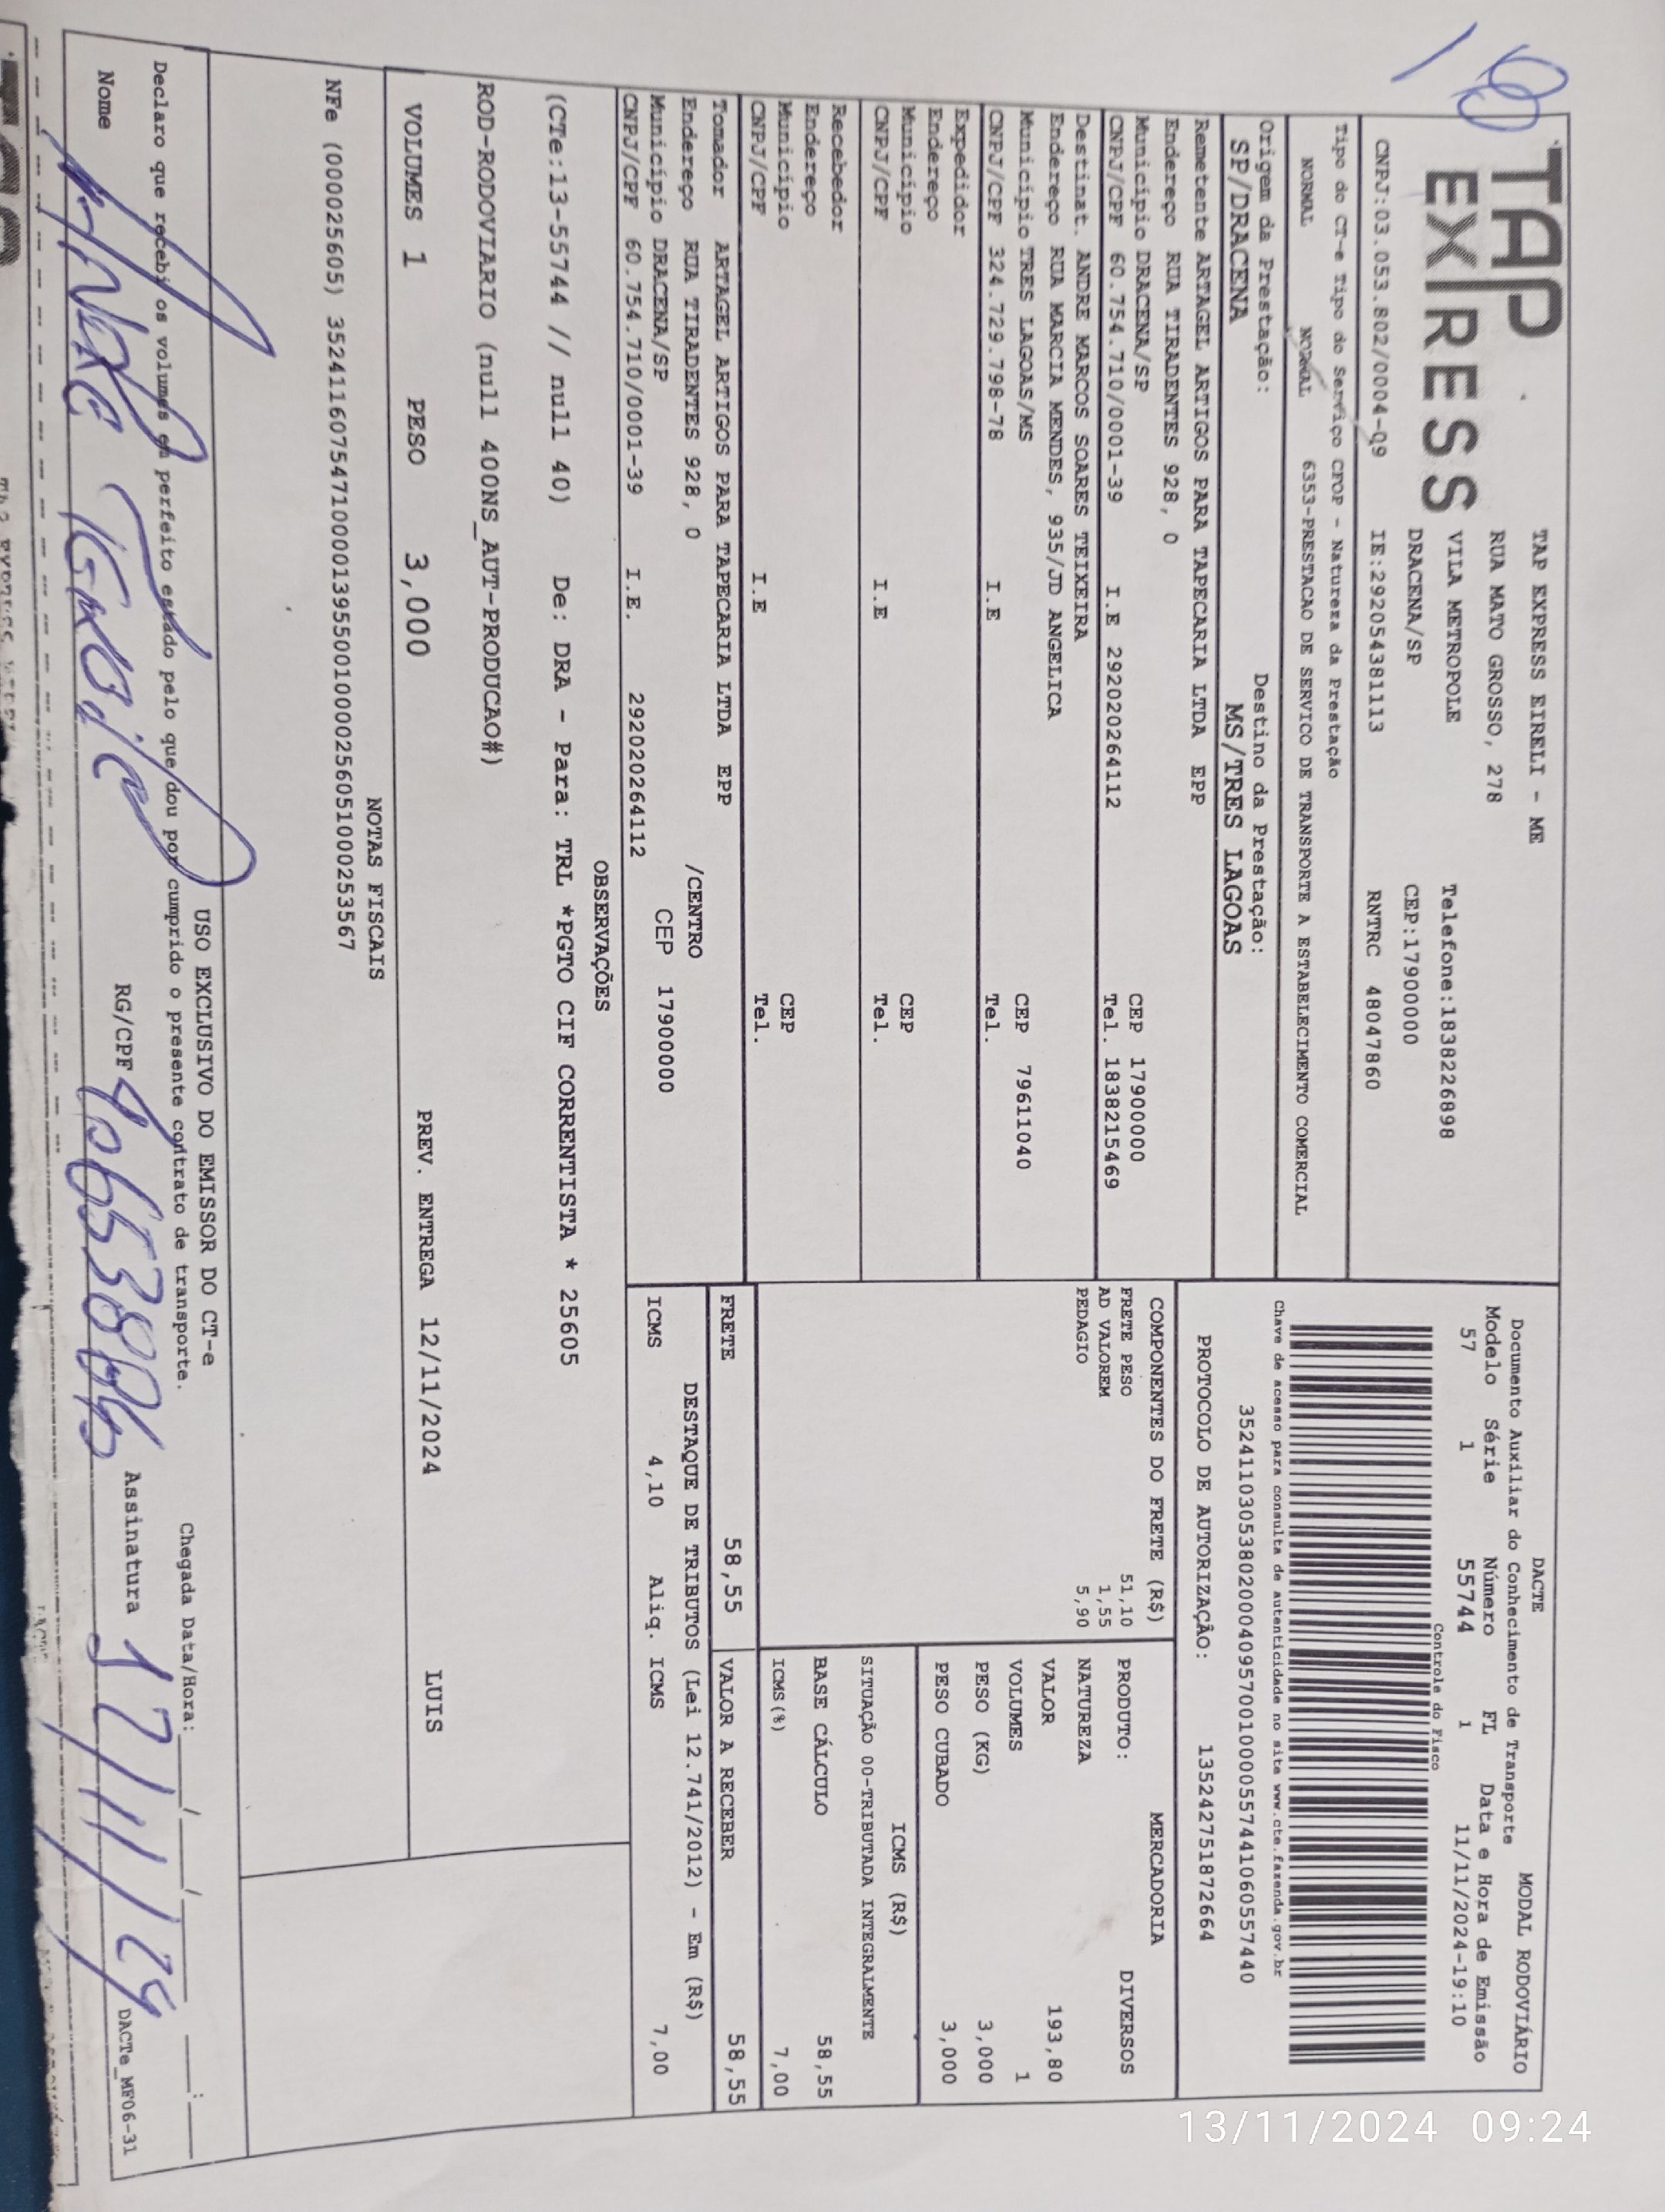 TAP
EXPRESS
TAP EXPRESS EIRELI - ME
RUA MATO GROSSO, 278
VILA METROPOLE Telefone:1838226898
DRACENA/SP CEP:17900000
CNPJ:03.053.802/0004-09 IE:292054381113 RNTRC 48047860
Tipo do CT-e Tipo do Serviço CFOP - Natureza da Prestação
NORMAL NORMAL 6353-PRESTACAO DE SERVICO DE TRANSPORTE A ESTABELECIMENTO COMERCIAL
Origem da Prestação: Destino da Prestação:
SP/DRACENA MS/TRES LAGOAS
Remetente ARTAGEL ARTIGOS PARA TAPECARIA LTDA EPP
Endereço RUA TIRADENTES 928, 0
Município DRACENA/SP CEP 17900000
CNPJ/CPF 60.754.710/0001-39 I.E 292020264112 Tel. 1838215469
Destinat. ANDRE MARCOS SOARES TEIXEIRA
Endereço RUA MARCIA MENDES, 935/JD ANGELICA
Município TRES LAGOAS/MS CEP 79611040
CNPJ/CPF 324.729.798-78 I.E Tel.
Expedidor
Endereço
Município CEP
CNPJ/CPF I.E Tel.
Recebedor
Endereço
Município CEP
CNPJ/CPF I.E Tel.
Tomador ARTAGEL ARTIGOS PARA TAPECARIA LTDA EPP
Endereço RUA TIRADENTES 928, 0 /CENTRO
Município DRACENA/SP CEP 17900000
CNPJ/CPF 60.754.710/0001-39 I.E. 292020264112
DACTE MODAL RODOVIÁRIO
Documento Auxiliar do Conhecimento de Transporte
Modelo Série Número FL Data e Hora de Emissão
57 1 55744 1 11/11/2024-19:10
Controle do Fisco
Chave de acesso para consulta de autenticidade no site www.cte.fazenda.gov.br
35241103053802000409570010000557441060557440
PROTOCOLO DE AUTORIZAÇÃO: 135242751872664
COMPONENTES DO FRETE (R$)
FRETE PESO 51,10
AD VALOREM 1,55
PEDAGIO 5,90
MERCADORIA
PRODUTO: DIVERSOS
NATUREZA
VALOR 193,80
VOLUMES 1
PESO (KG) 3,000
PESO CUBADO 3,000
ICMS (R$)
SITUAÇÃO 00-TRIBUTADA INTEGRALMENTE
BASE CÁLCULO 58,55
ICMS(%) 7,00
FRETE 58,55 VALOR A RECEBER 58,55
DESTAQUE DE TRIBUTOS (Lei 12.741/2012) - Em (R$)
ICMS 4,10 Aliq. ICMS 7,00
OBSERVAÇÕES
(CTe:13-55744 // null 40) De: DRA - Para: TRL *PGTO CIF CORRENTISTA * 25605
ROD-RODOVIARIO (null 400NS_AUT-PRODUCAO#)
VOLUMES 1 PESO 3,000 PREV. ENTREGA 12/11/2024 LUIS
NOTAS FISCAIS
NFe (000025605) 35241160754710000139550010000256051000253567
USO EXCLUSIVO DO EMISSOR DO CT-e
Declaro que recebi os volumes em perfeito estado pelo que dou por cumprido o presente contrato de transporte. Chegada Data/Hora: ___/___/___ ___:___
Nome RG/CPF Assinatura 12/11/24
DACTe_MF06-31
13/11/2024 09:24